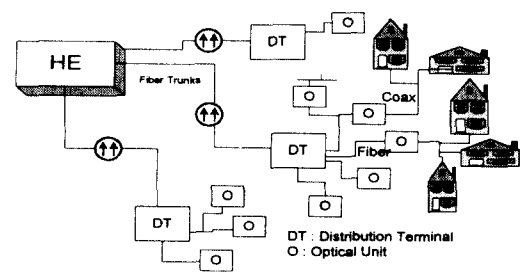 HE
DT
O
Fiber Trunks
O
O
Coax
DT
Fiber
O
O
O
DT
O
O
O
DT : Distribution Terminal
O : Optical Unit